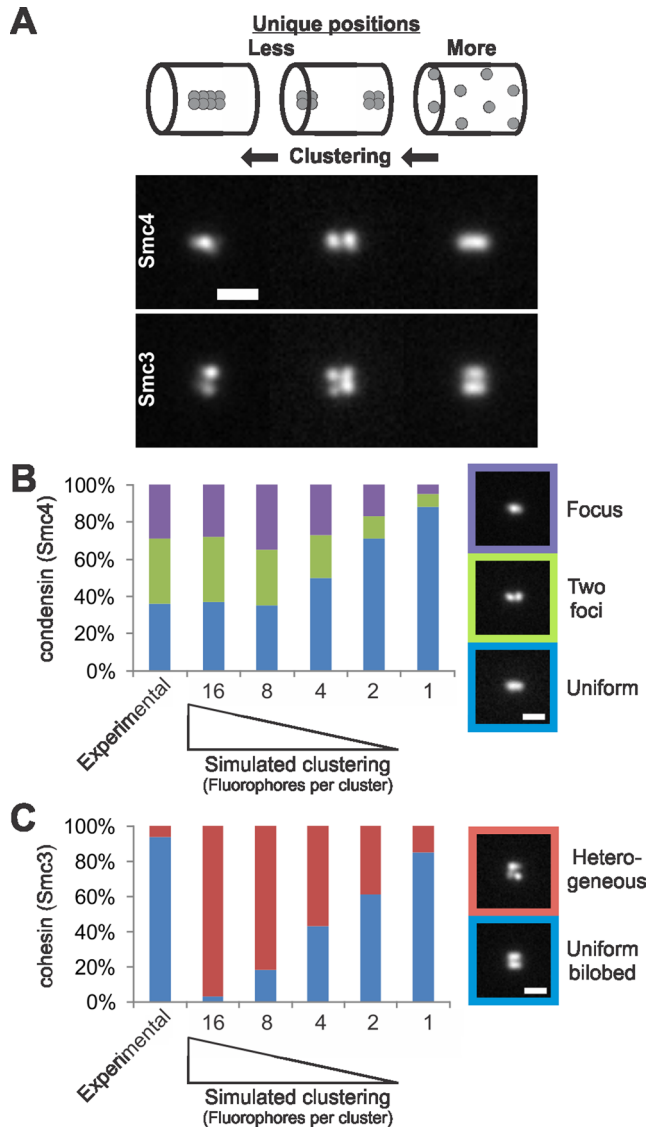 A
Unique positions
Less More
Clustering
Smc4
Smc3
B
100%
80%
60%
40%
20%
0%
condensin (Smc4)
Experimental 16 8 4 2 1
Simulated clustering
(Fluorophores per cluster)
Focus
Two
foci
Uniform
C
100%
80%
60%
40%
20%
0%
cohesin (Smc3)
Experimental 16 8 4 2 1
Simulated clustering
(Fluorophores per cluster)
Hetero-
geneous
Uniform
bilobed